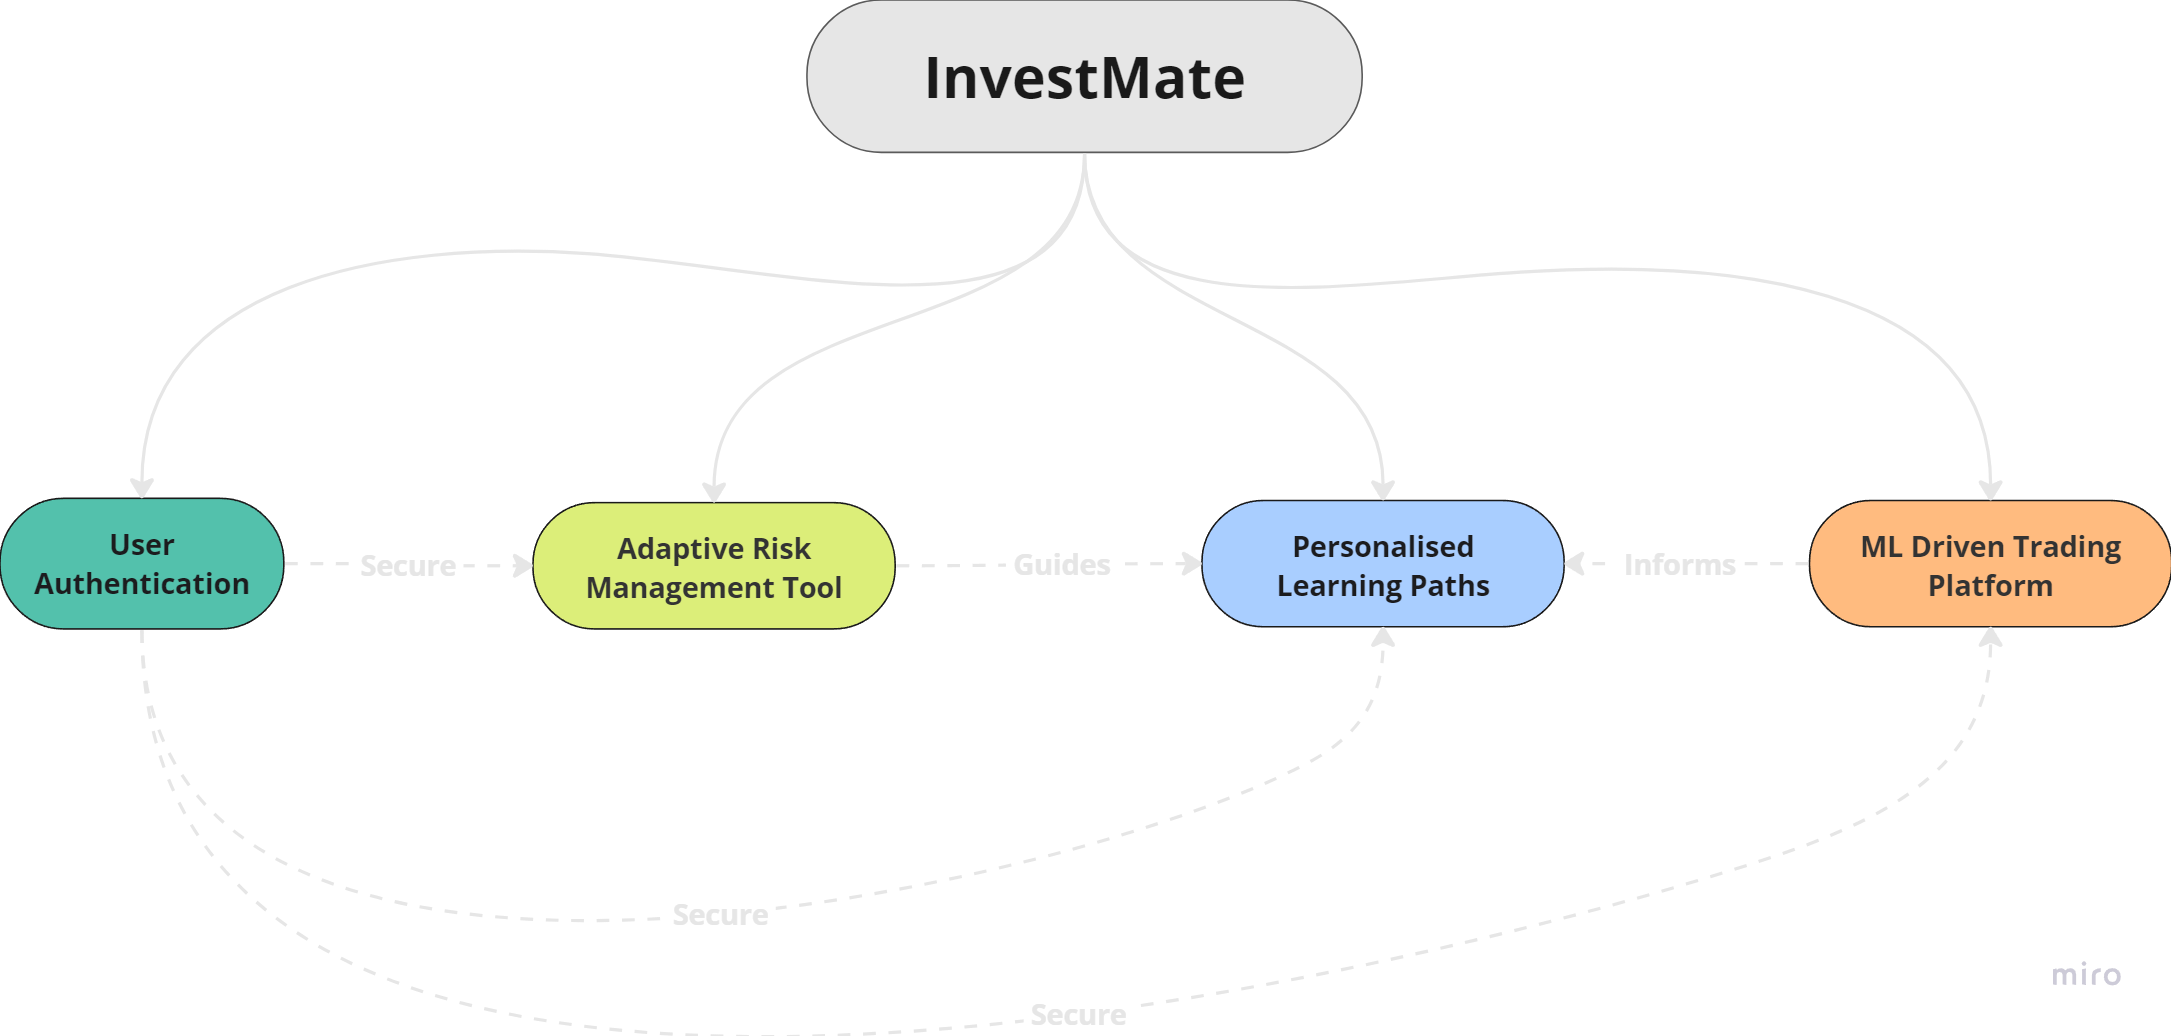 InvestMate
User
Authentication
Secure
Adaptive Risk
Management Tool
Guides
Personalised
Learning Paths
Informs
ML Driven Trading
Platform
Secure
Secure
miro